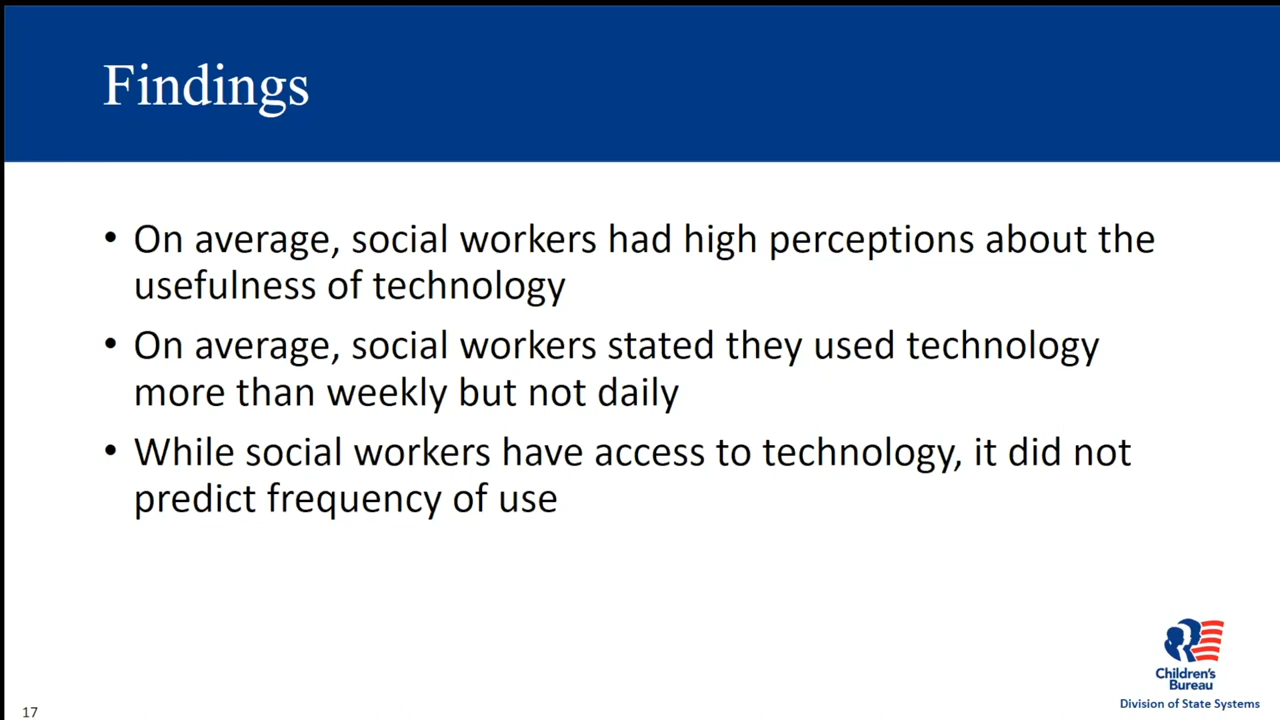 Findings
• On average, social workers had high perceptions about the
usefulness of technology
• On average, social workers stated they used technology
more than weekly but not daily
• While social workers have access to technology, it did not
predict frequency of use
Children's
Bureau
Division of State Systems
17